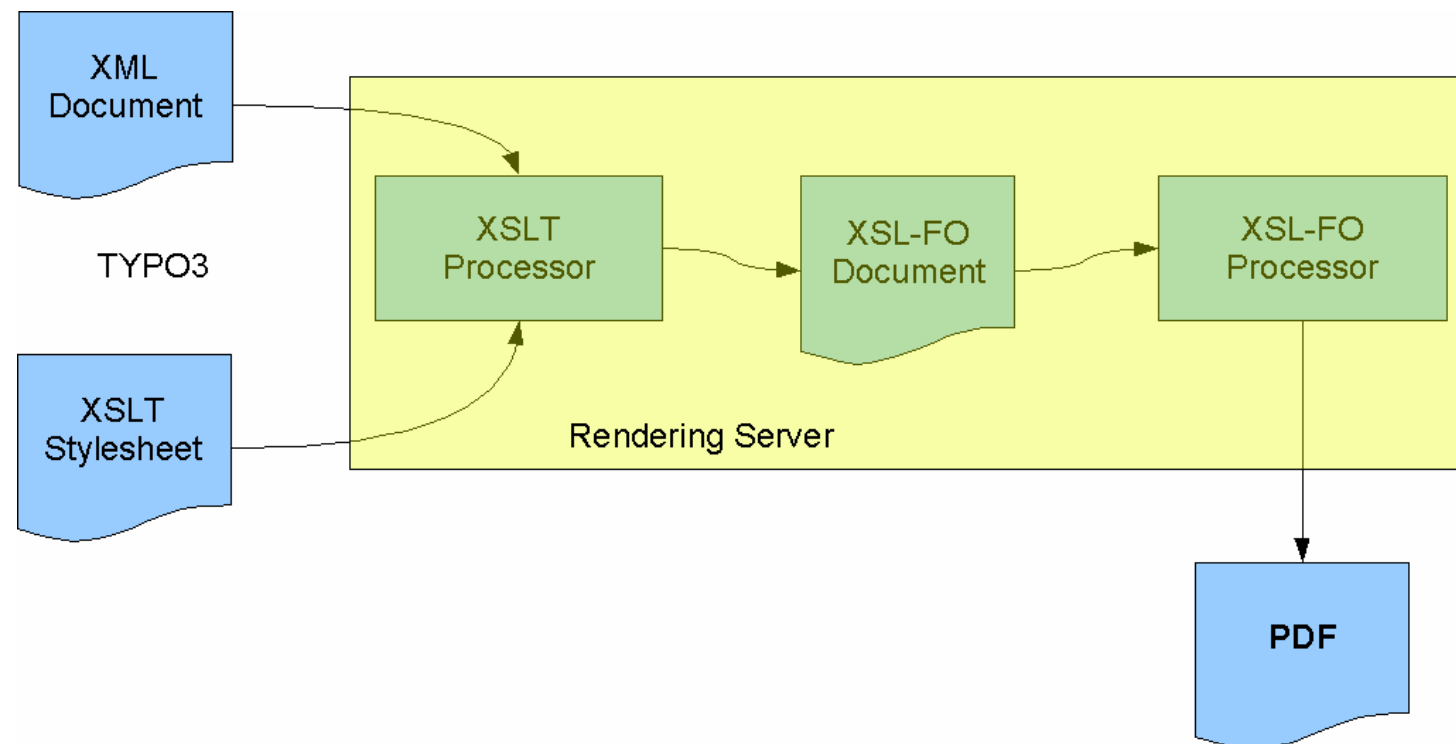 XML
Document
TYPO3
XSLT
Stylesheet
XSLT
Processor
XSL-FO
Document
XSL-FO
Processor
Rendering Server
PDF